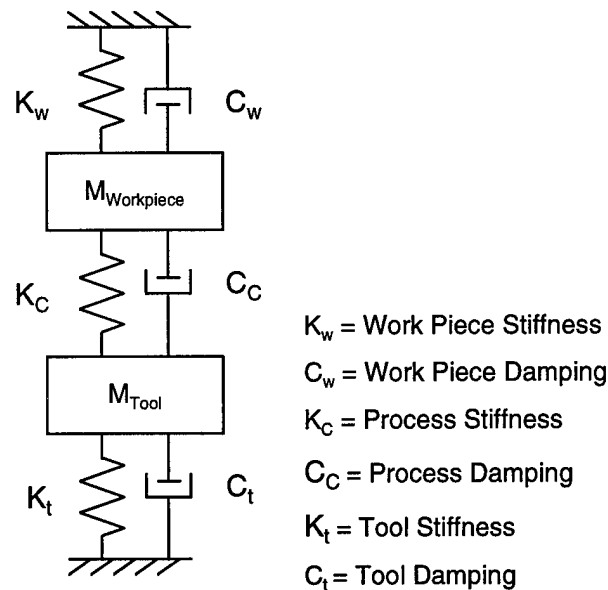 K_w C_w
M_Workpiece
K_C C_C
M_Tool
K_t C_t
K_w = Work Piece Stiffness
C_w = Work Piece Damping
K_C = Process Stiffness
C_C = Process Damping
K_t = Tool Stiffness
C_t = Tool Damping